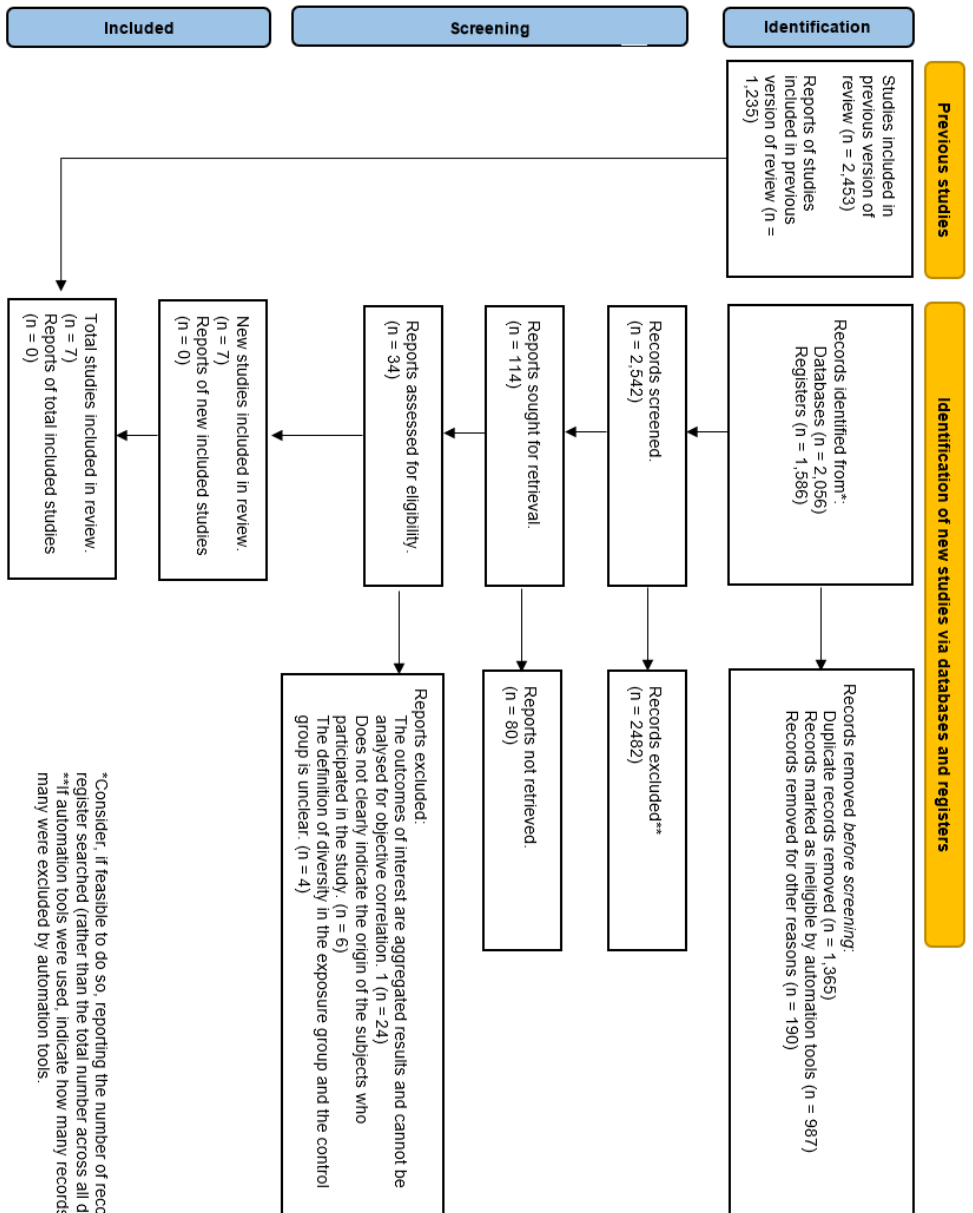 Previous studies
Identification of new studies via databases and registers
Identification
Studies included in
previous version of
review (n = 2,453)
Reports of studies
included in previous
version of review (n =
1,235)
Records identified from*:
Databases (n = 2,056)
Registers (n = 1,586)
Records removed before screening:
Duplicate records removed (n = 1,365)
Records marked as ineligible by automation tools (n = 987)
Records removed for other reasons (n = 190)
Screening
Records screened.
(n = 2,542)
Records excluded**
(n = 2482)
Reports sought for retrieval.
(n = 114)
Reports not retrieved.
(n = 80)
Reports assessed for eligibility.
(n = 34)
Reports excluded:
The outcomes of interest are aggregated results and cannot be
analysed for objective correlation. 1 (n = 24)
Does not clearly indicate the origin of the subjects who
participated in the study. (n = 6)
The definition of diversity in the exposure group and the control
group is unclear. (n = 4)
Included
New studies included in review.
(n = 7)
Reports of new included studies
(n = 0)
Total studies included in review.
(n = 7)
Reports of total included studies
(n = 0)
*Consider, if feasible to do so, reporting the number of
register searched (rather than the total number across all
**If automation tools were used, indicate how many records
many were excluded by automation tools.